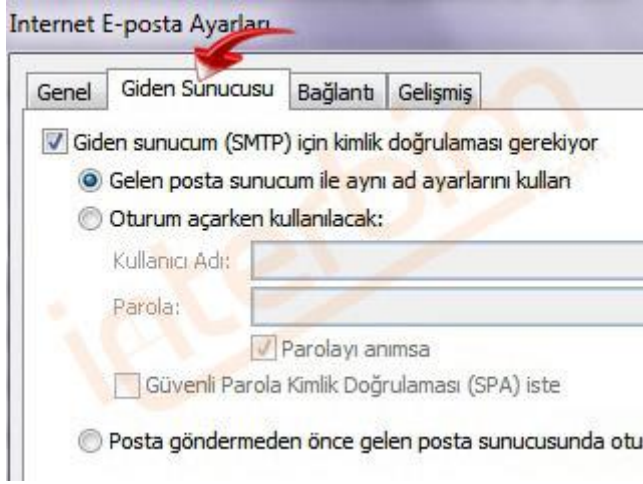 Internet E-posta Ayarları
Genel Giden Sunucusu Bağlantı Gelişmiş
Giden sunucum (SMTP) için kimlik doğrulaması gerekiyor
Gelen posta sunucum ile aynı ad ayarlarını kullan
Oturum açarken kullanılacak:
Kullanıcı Adı:
Parola:
Parolayı anımsa
Güvenli Parola Kimlik Doğrulaması (SPA) iste
Posta göndermeden önce gelen posta sunucusunda otu
interbim